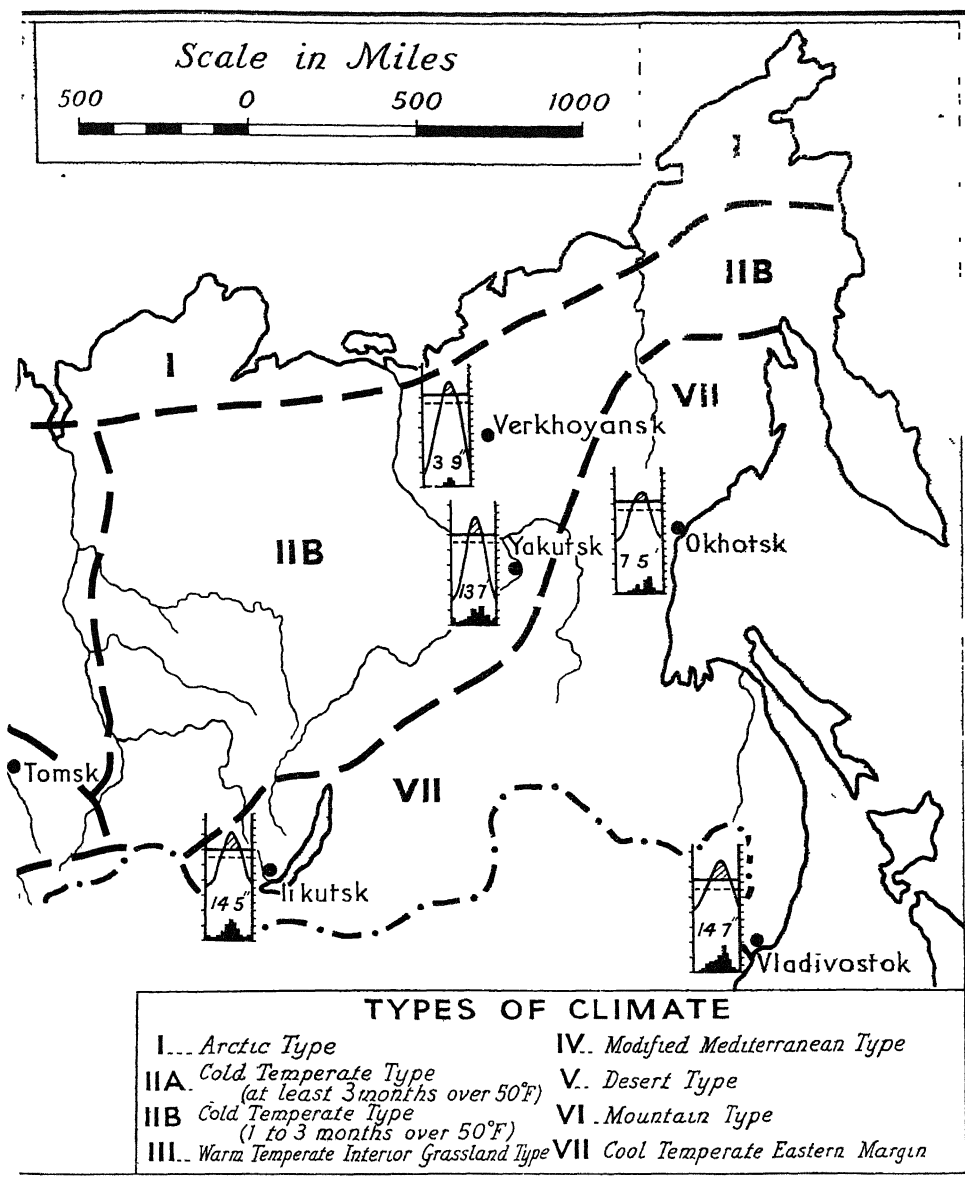 Scale in Miles
500 0 500 1000
I
IIB
I
VII
Verkhoyansk
3 9"
IIB
Yakutsk
Okhotsk
7 5'
13 7'
Tomsk
VII
Iikutsk
14 5"
14 7"
Vladivostok
TYPES OF CLIMATE
I... Arctic Type
IIA. Cold Temperate Type
(at least 3 months over 50°F)
IIB Cold Temperate Type
(1 to 3 months over 50°F)
III.. Warm Temperate Interior Grassland Type
IV.. Modified Mediterranean Type
V.. Desert Type
VI . Mountain Type
VII Cool Temperate Eastern Margin